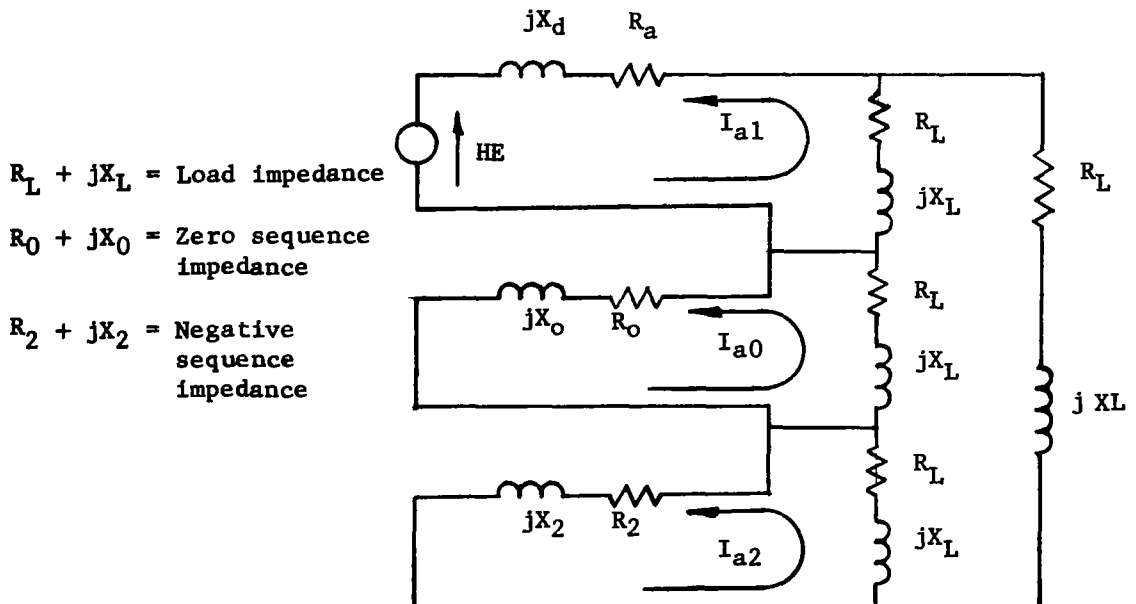 jX_d R_a
I_a1
R_L
HE
R_L
R_L + jX_L = Load impedance
jX_L
R_0 + jX_0 = Zero sequence
impedance
R_L
jX_o R_o
I_a0
R_2 + jX_2 = Negative
sequence
impedance
jX_L
j XL
R_L
jX_2 R_2
I_a2
jX_L